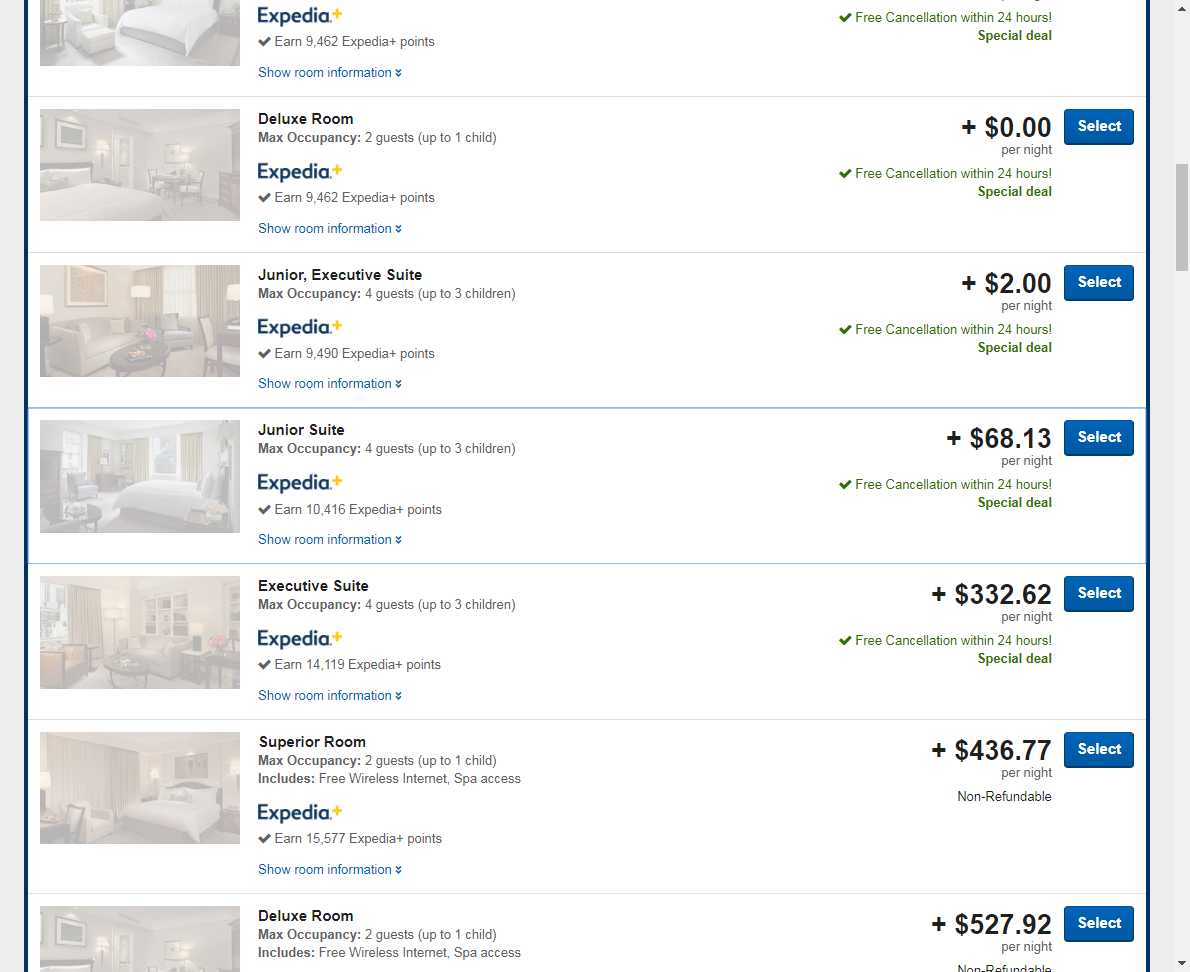 Expedia+
Free Cancellation within 24 hours!
Special deal
Earn 9,462 Expedia+ points
Show room information
Deluxe Room
Max Occupancy: 2 guests (up to 1 child)
+ $0.00
Select
per night
Expedia+
Free Cancellation within 24 hours!
Special deal
Earn 9,462 Expedia+ points
Show room information
Junior, Executive Suite
Max Occupancy: 4 guests (up to 3 children)
+ $2.00
Select
per night
Expedia+
Free Cancellation within 24 hours!
Special deal
Earn 9,490 Expedia+ points
Show room information
Junior Suite
Max Occupancy: 4 guests (up to 3 children)
+ $68.13
Select
per night
Expedia+
Free Cancellation within 24 hours!
Special deal
Earn 10,416 Expedia+ points
Show room information
Executive Suite
Max Occupancy: 4 guests (up to 3 children)
+ $332.62
Select
per night
Expedia+
Free Cancellation within 24 hours!
Special deal
Earn 14,119 Expedia+ points
Show room information
Superior Room
Max Occupancy: 2 guests (up to 1 child)
Includes: Free Wireless Internet, Spa access
+ $436.77
Select
per night
Non-Refundable
Expedia+
Earn 15,577 Expedia+ points
Show room information
Deluxe Room
Max Occupancy: 2 guests (up to 1 child)
Includes: Free Wireless Internet, Spa access
+ $527.92
Select
per night
Non-Refundable